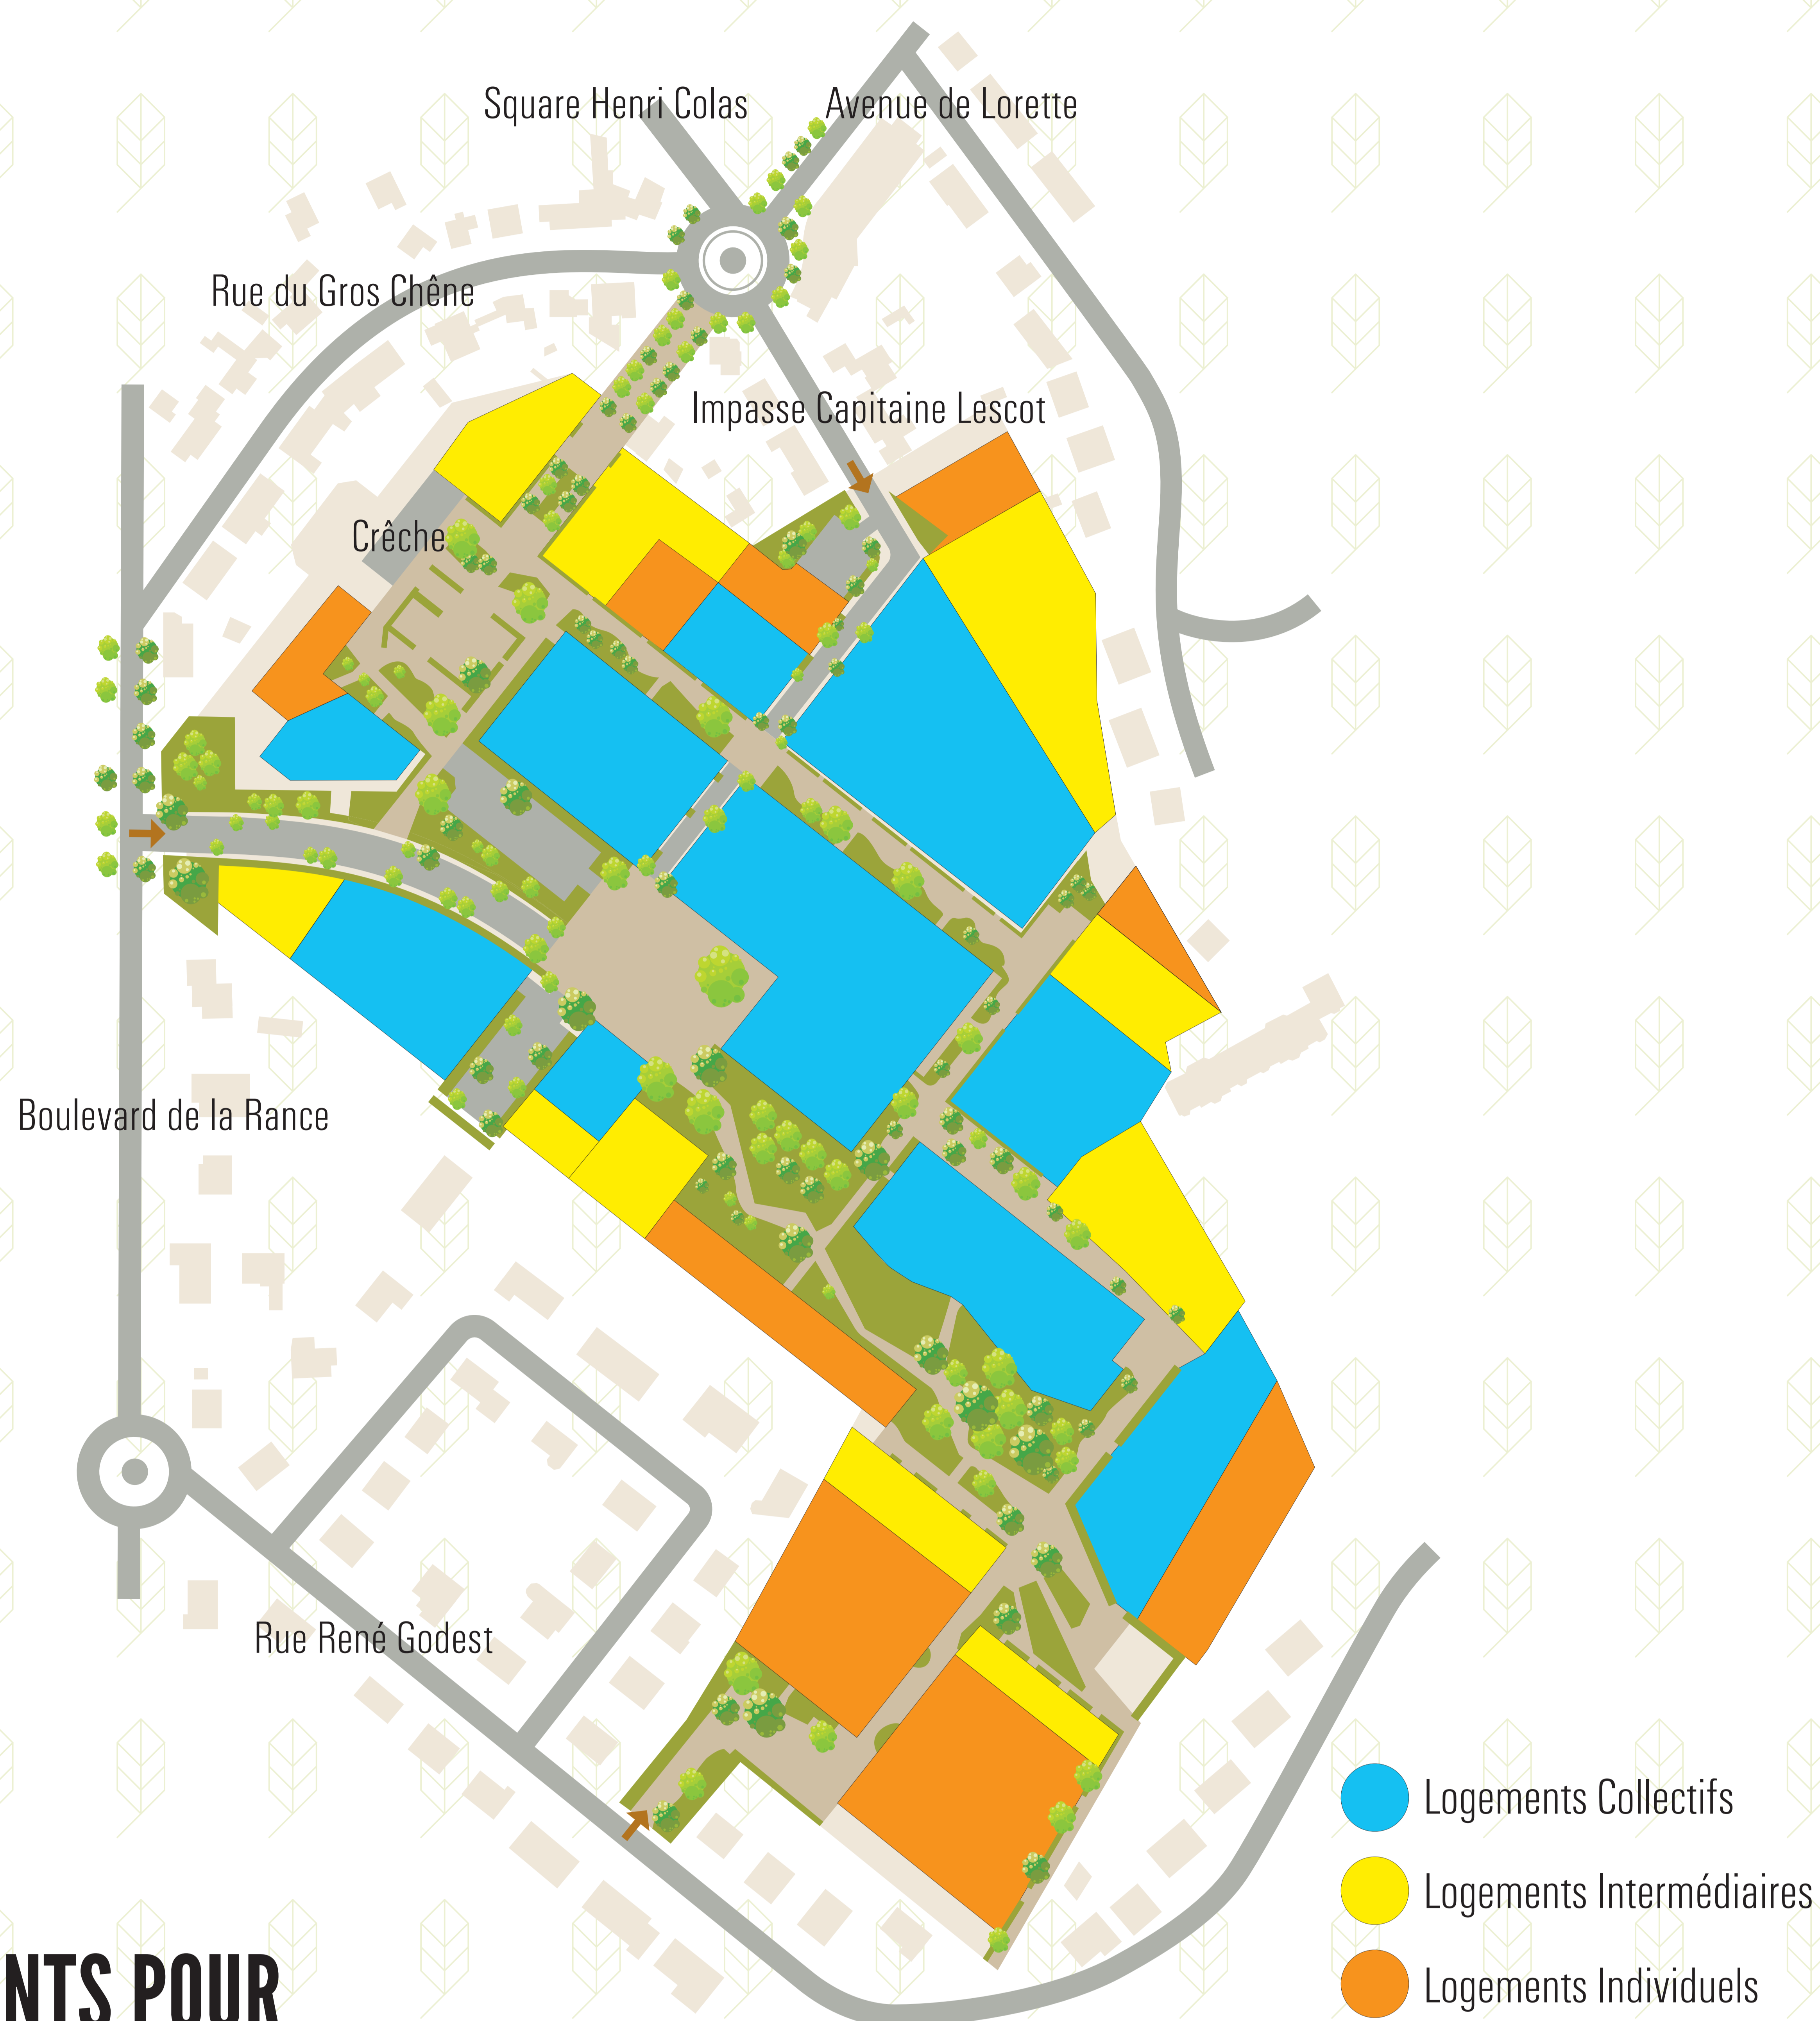 Square Henri Colas
Avenue de Lorette
Rue du Gros Chêne
Impasse Capitaine Lescot
Crêche
Boulevard de la Rance
Rue René Godest
Logements Collectifs
Logements Intermédiaires
Logements Individuels
NTS POUR